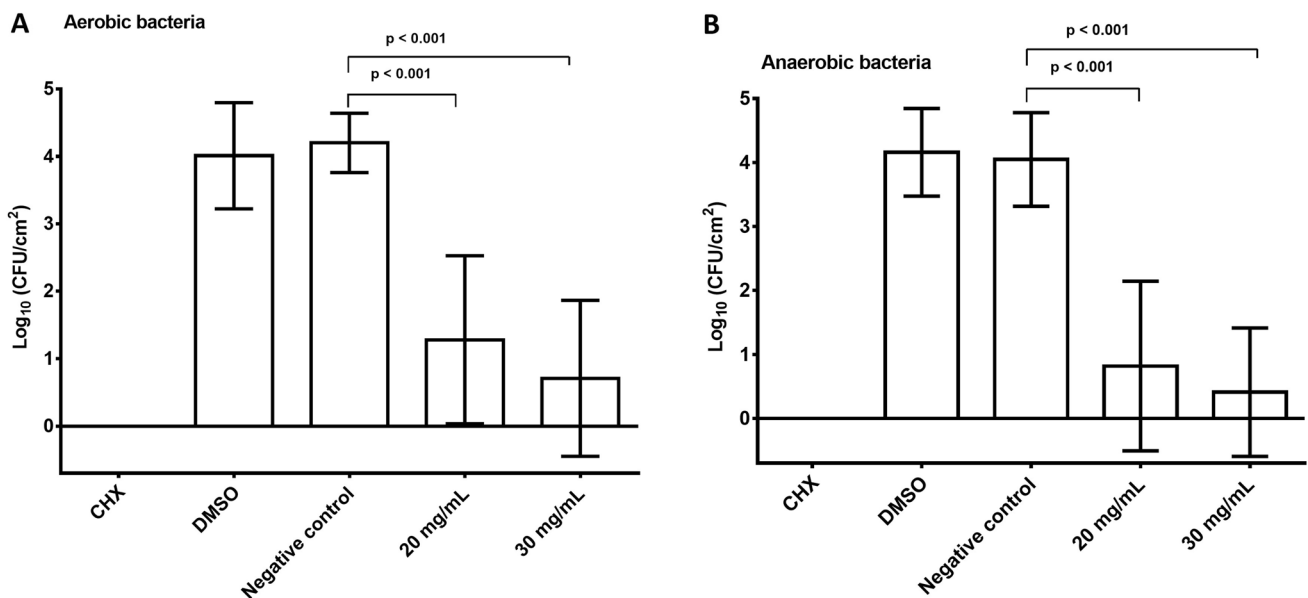 A
Aerobic bacteria
p < 0.001
p < 0.001
5
4
3
2
1
0
Log10 (CFU/cm2)
CHX
DMSO
Negative control
20 mg/mL
30 mg/mL
B
Anaerobic bacteria
p < 0.001
p < 0.001
5
4
3
2
1
0
Log10 (CFU/cm2)
CHX
DMSO
Negative control
20 mg/mL
30 mg/mL